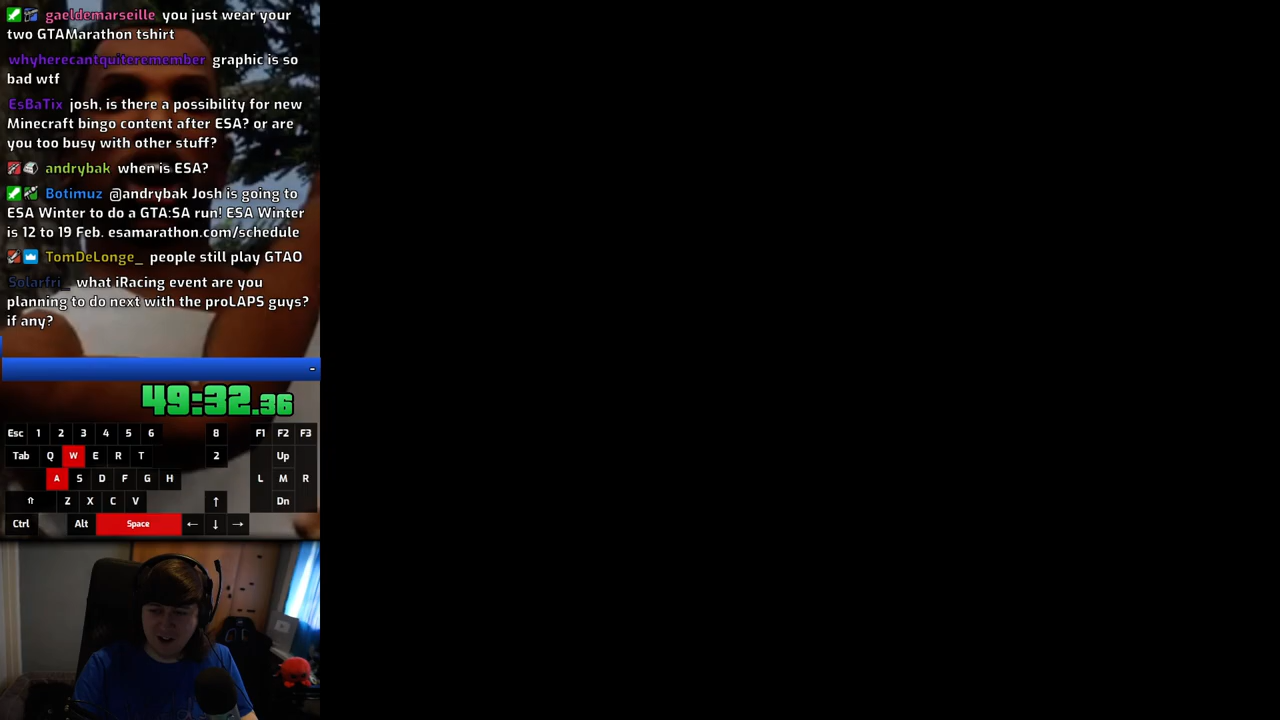 gaeldemarseille you just wear your
two GTAMarathon tshirt
whyherecantquiteremember graphic is so
bad wtf
EsBaTix josh, is there a possibility for new
Minecraft bingo content after ESA? or are
you too busy with other stuff?
andrybak when is ESA?
Botimuz @andrybak Josh is going to
ESA Winter to do a GTA:SA run! ESA Winter
is 12 to 19 Feb. esamarathon.com/schedule
TomDeLonge_ people still play GTAO
Solarfri_ what iRacing event are you
planning to do next with the proLAPS guys?
if any?
-
49:32.36
Esc 1 2 3 4 5 6 8 F1 F2 F3
Tab Q W E R T 2 Up
A S D F G H L M R
⇧ Z X C V ↑ Dn
Ctrl Alt Space ← ↓ →